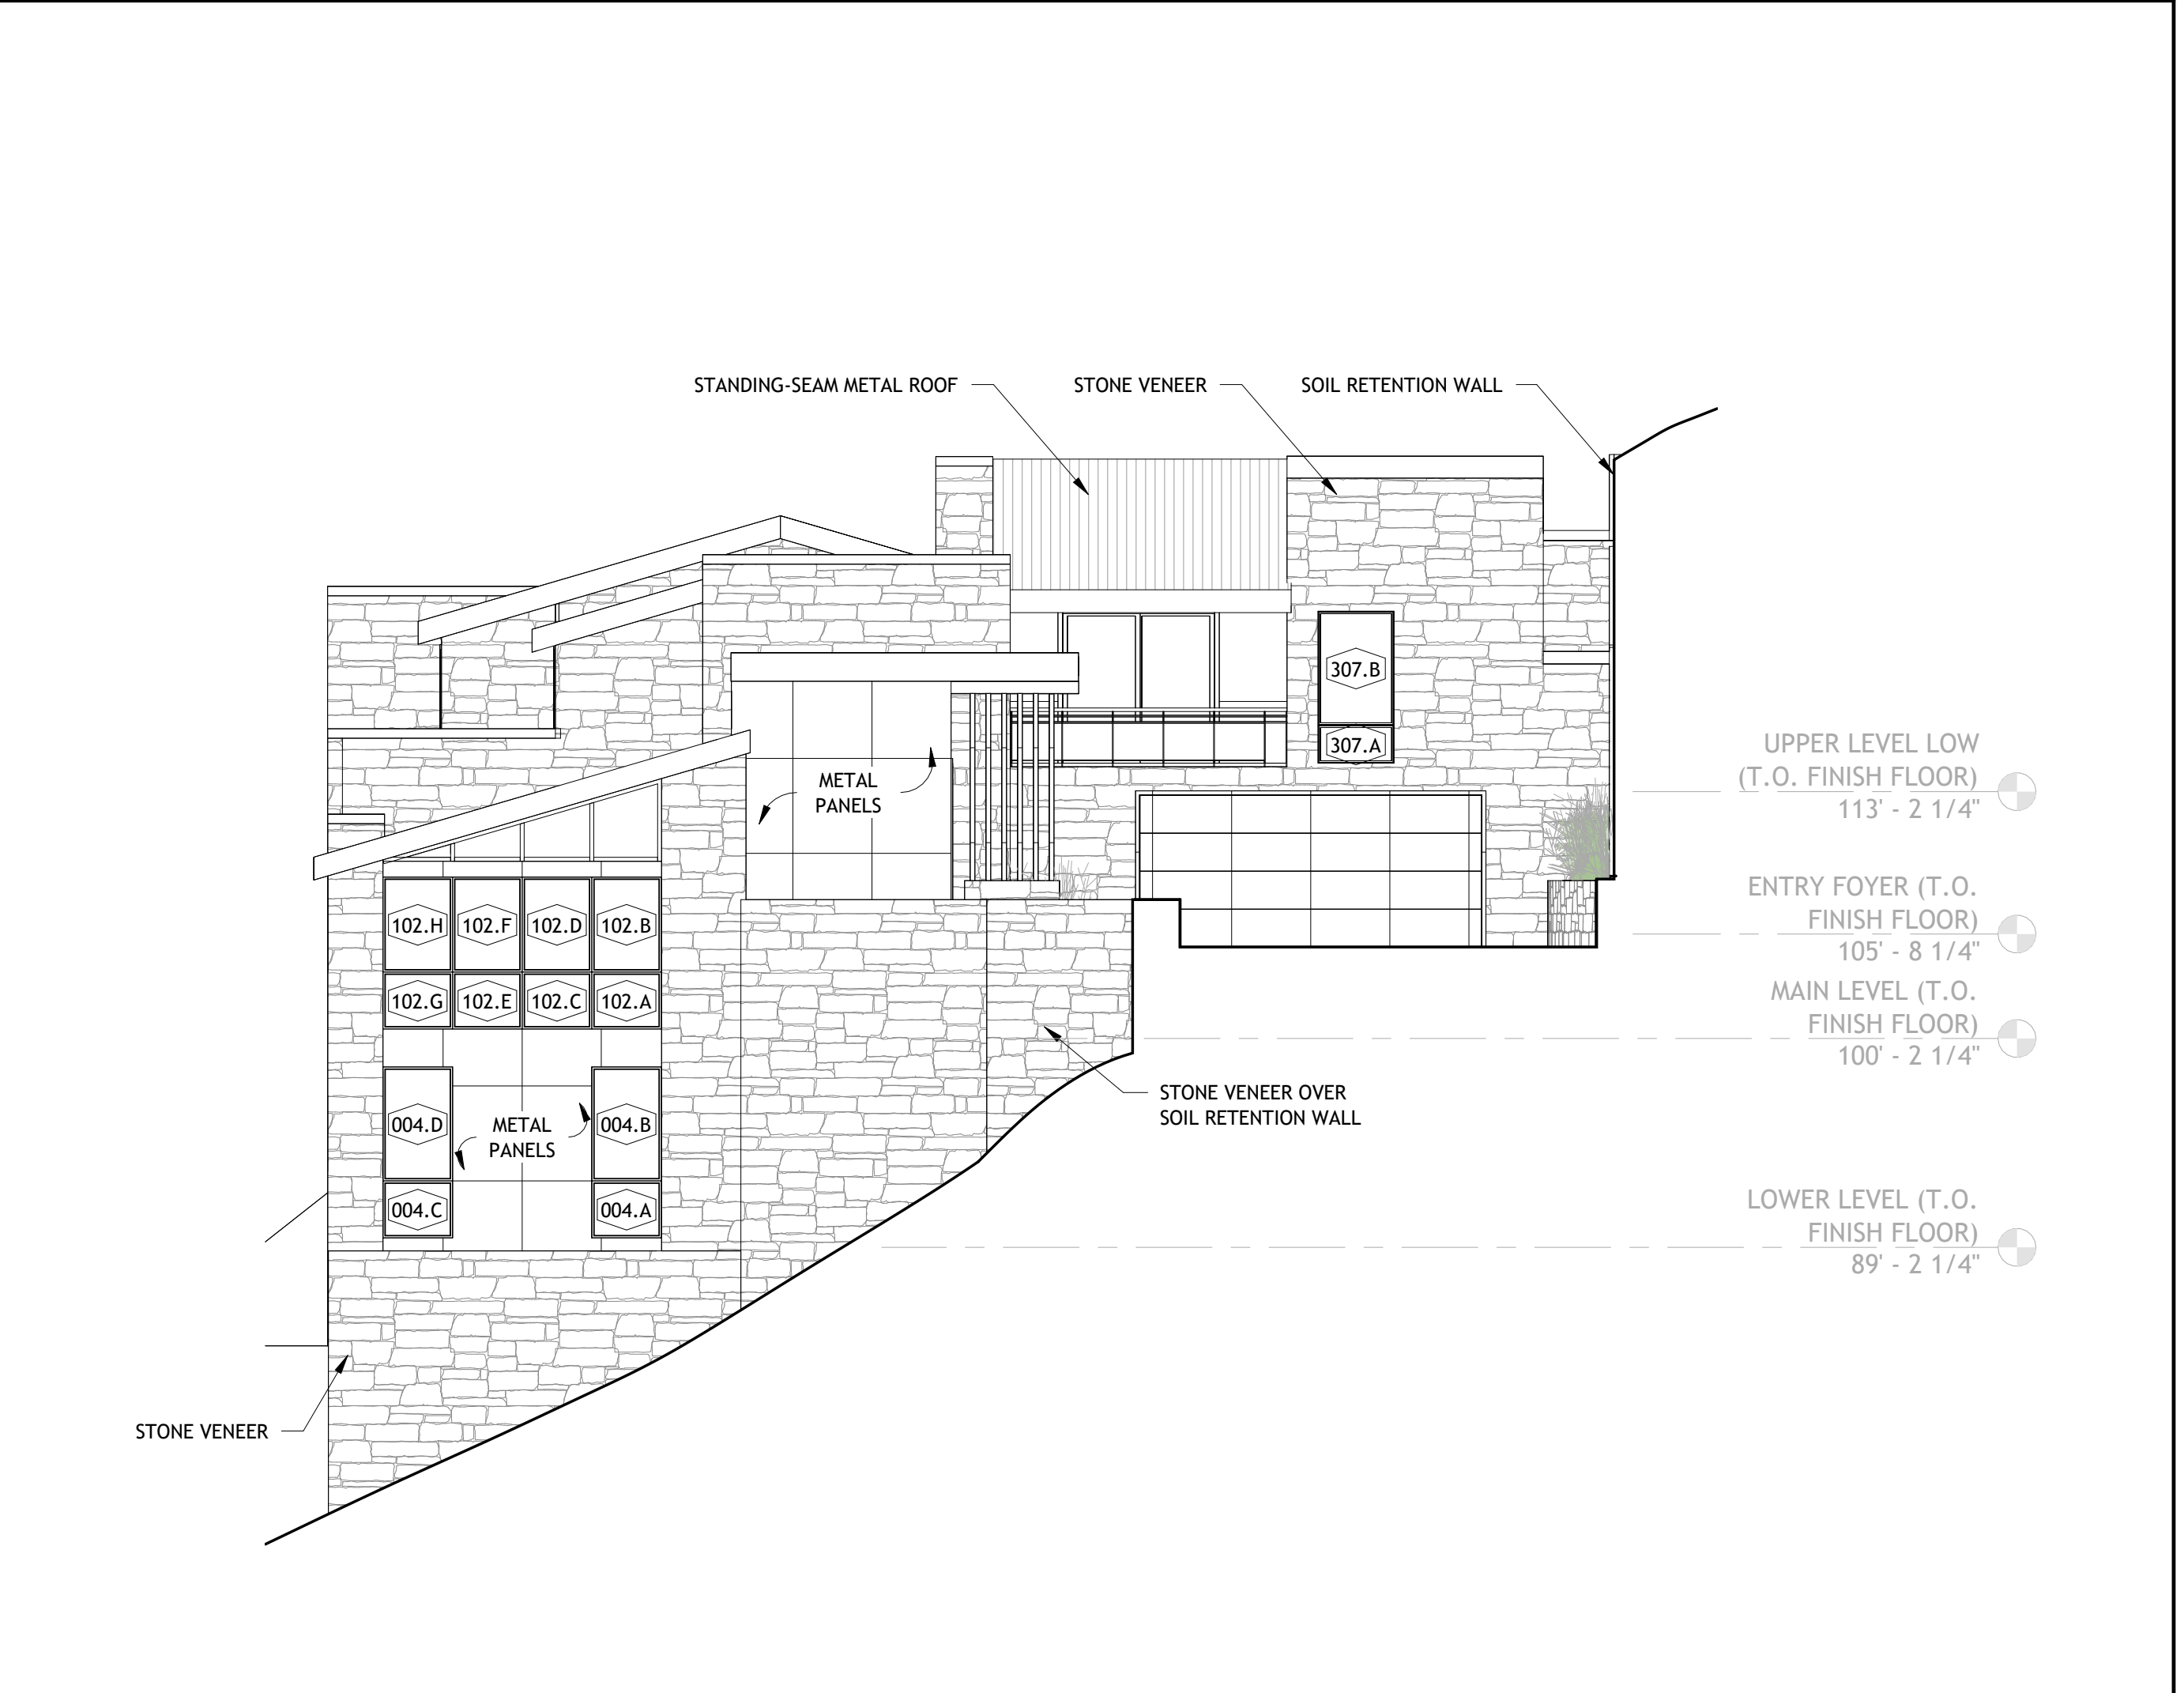 STANDING-SEAM METAL ROOF
STONE VENEER
SOIL RETENTION WALL
307.B
307.A
METAL
PANELS
UPPER LEVEL LOW
(T.O. FINISH FLOOR)
113' - 2 1/4"
ENTRY FOYER (T.O.
FINISH FLOOR)
105' - 8 1/4"
MAIN LEVEL (T.O.
FINISH FLOOR)
100' - 2 1/4"
LOWER LEVEL (T.O.
FINISH FLOOR)
89' - 2 1/4"
102.H
102.F
102.D
102.B
102.G
102.E
102.C
102.A
STONE VENEER OVER
SOIL RETENTION WALL
004.D
METAL
PANELS
004.B
004.C
004.A
STONE VENEER